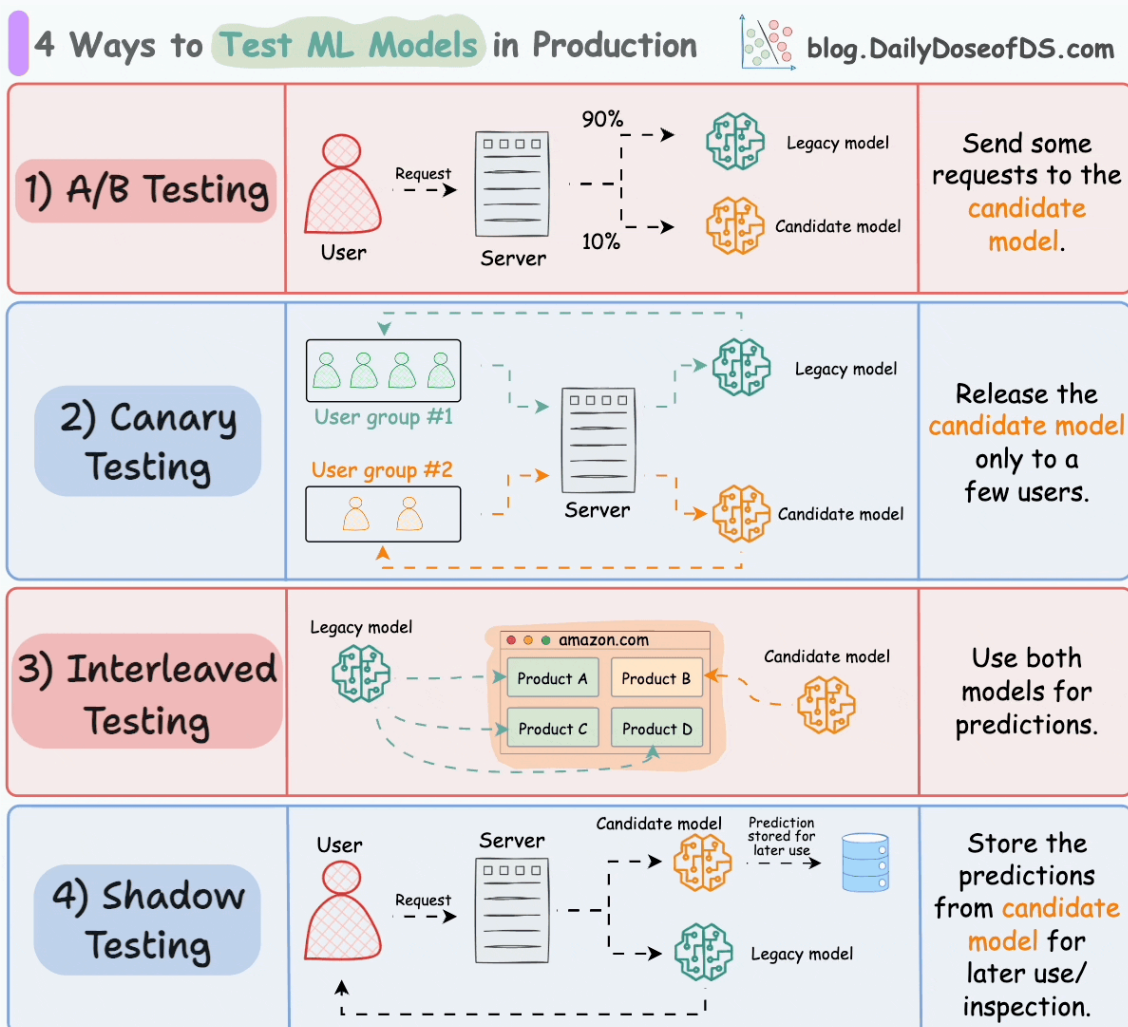 4 Ways to Test ML Models in Production
blog.DailyDoseofDS.com
1) A/B Testing
Request
User
Server
90%
10%
Legacy model
Candidate model
Send some
requests to the
candidate
model.
2) Canary
Testing
User group #1
User group #2
Server
Legacy model
Candidate model
Release the
candidate model
only to a
few users.
3) Interleaved
Testing
Legacy model
amazon.com
Product A
Product B
Product C
Product D
Candidate model
Use both
models for
predictions.
4) Shadow
Testing
User
Request
Server
Candidate model
Prediction
stored for
later use
Legacy model
Store the
predictions
from candidate
model for
later use/
inspection.